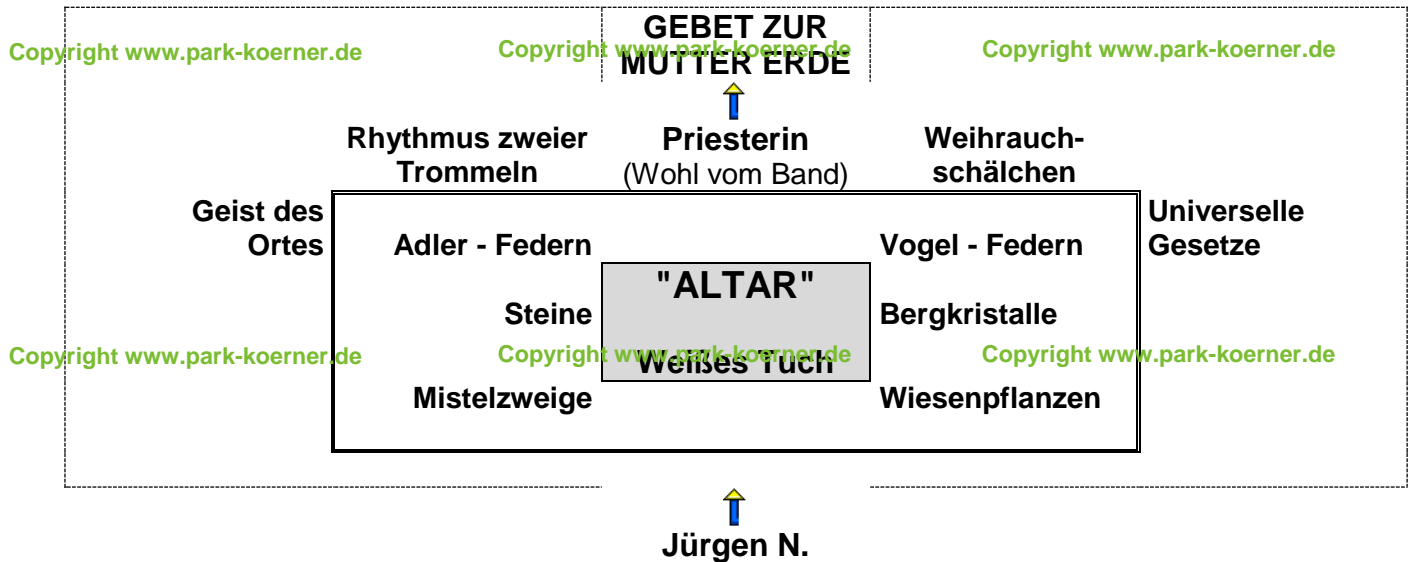 GEBET ZUR
Copyright www.park-koerner.de Copyright www.park-koerner.de Copyright www.park-koerner.de
MUTTER ERDE
Rhythmus zweier Priesterin Weihrauch-
Trommeln (Wohl vom Band) schälchen
Geist des Universelle
Ortes Adler - Federn Vogel - Federn Gesetze
"ALTAR"
Steine Bergkristalle
Copyright www.park-koerner.de Copyright www.park-koerner.de Copyright www.park-koerner.de
Weißes Tuch
Mistelzweige Wiesenpflanzen
Jürgen N.